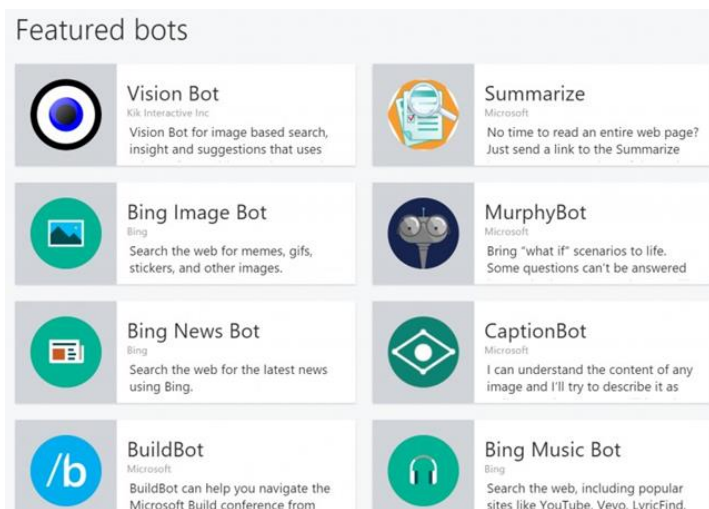 Featured bots
Vision Bot
Kik Interactive Inc
Vision Bot for image based search,
insight and suggestions that uses
Summarize
Microsoft
No time to read an entire web page?
Just send a link to the Summarize
Bing Image Bot
Bing
Search the web for memes, gifs,
stickers, and other images.
MurphyBot
Microsoft
Bring "what if" scenarios to life.
Some questions can't be answered
Bing News Bot
Bing
Search the web for the latest news
using Bing.
CaptionBot
Microsoft
I can understand the content of any
image and I'll try to describe it as
/b
BuildBot
Microsoft
BuildBot can help you navigate the
Microsoft Build conference from
Bing Music Bot
Bing
Search the web, including popular
sites like YouTube, Vevo, LyricFind,